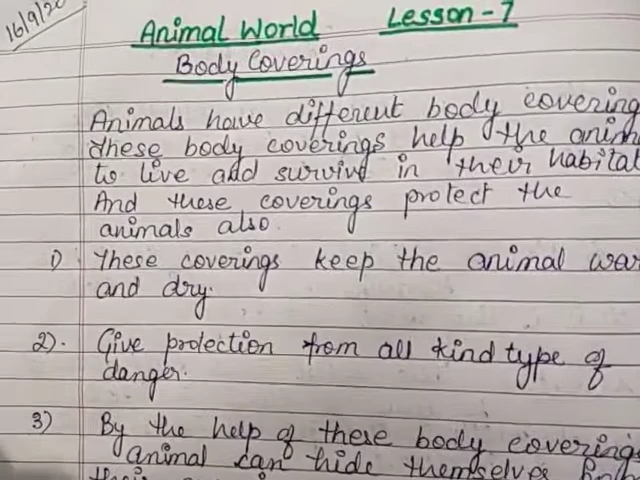 16/9/20
Animal World Lesson - 7
Body Coverings
Animals have different body covering
these body coverings help the anim
to live add survive in their habitat
And these coverings protect the
animals also.
1) These coverings keep the animal war
and dry.
2). Give protection from all kind type of
danger.
3) By the help of these body coverings
animal can hide themselves